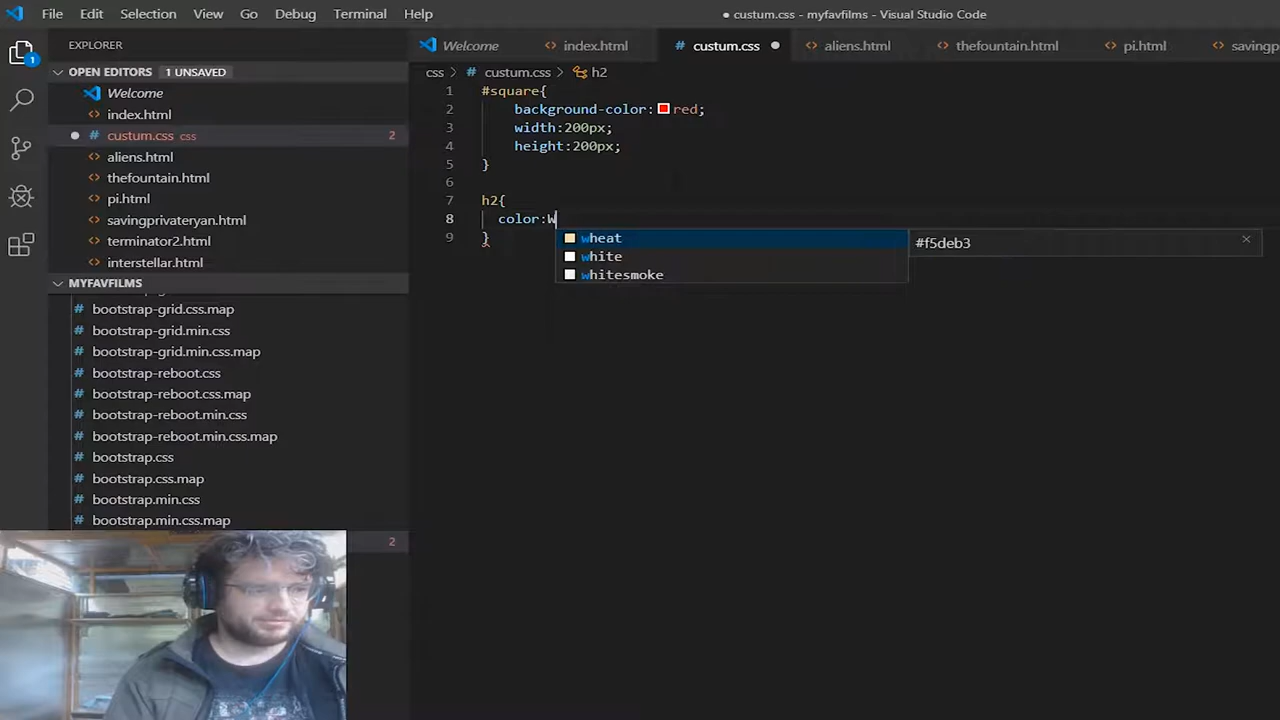 File Edit Selection View Go Debug Terminal Help ● custum.css - myfavfilms - Visual Studio Code
EXPLORER
Welcome index.html # custum.css ● aliens.html thefountain.html pi.html savingp
OPEN EDITORS 1 UNSAVED
css > # custum.css > h2
Welcome
index.html
● # custum.css css 2
aliens.html
thefountain.html
pi.html
savingprivateryan.html
terminator2.html
interstellar.html
MYFAVFILMS
# bootstrap-grid.css.map
# bootstrap-grid.min.css
# bootstrap-grid.min.css.map
# bootstrap-reboot.css
# bootstrap-reboot.css.map
# bootstrap-reboot.min.css
# bootstrap-reboot.min.css.map
# bootstrap.css
# bootstrap.css.map
# bootstrap.min.css
# bootstrap.min.css.map
2
1 #square{
2 background-color: red;
3 width:200px;
4 height:200px;
5 }
6
7 h2{
8 color:W
9 }
wheat
white
whitesmoke
#f5deb3 ×
1